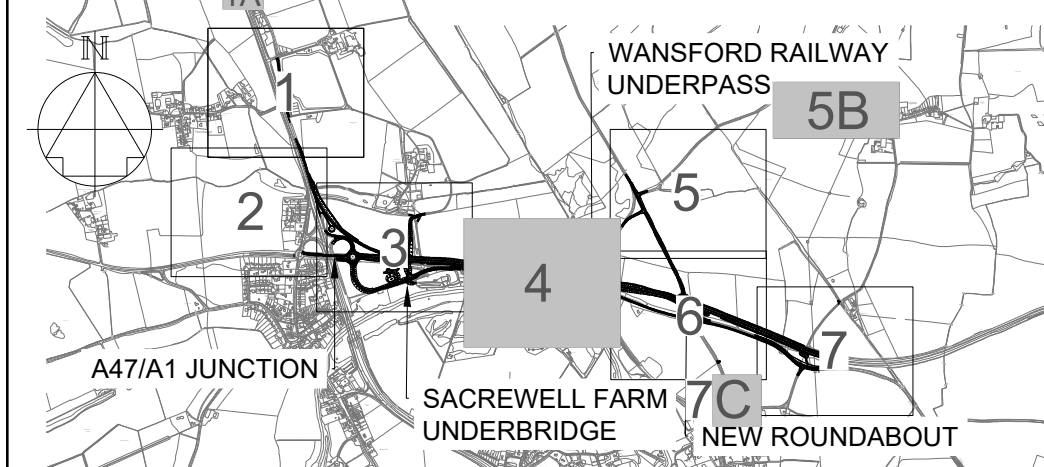 1A
N
1
WANSFORD RAILWAY
UNDERPASS
5B
2
3
4
5
6
7
A47/A1 JUNCTION
SACREWELL FARM
UNDERBRIDGE
7C
NEW ROUNDABOUT